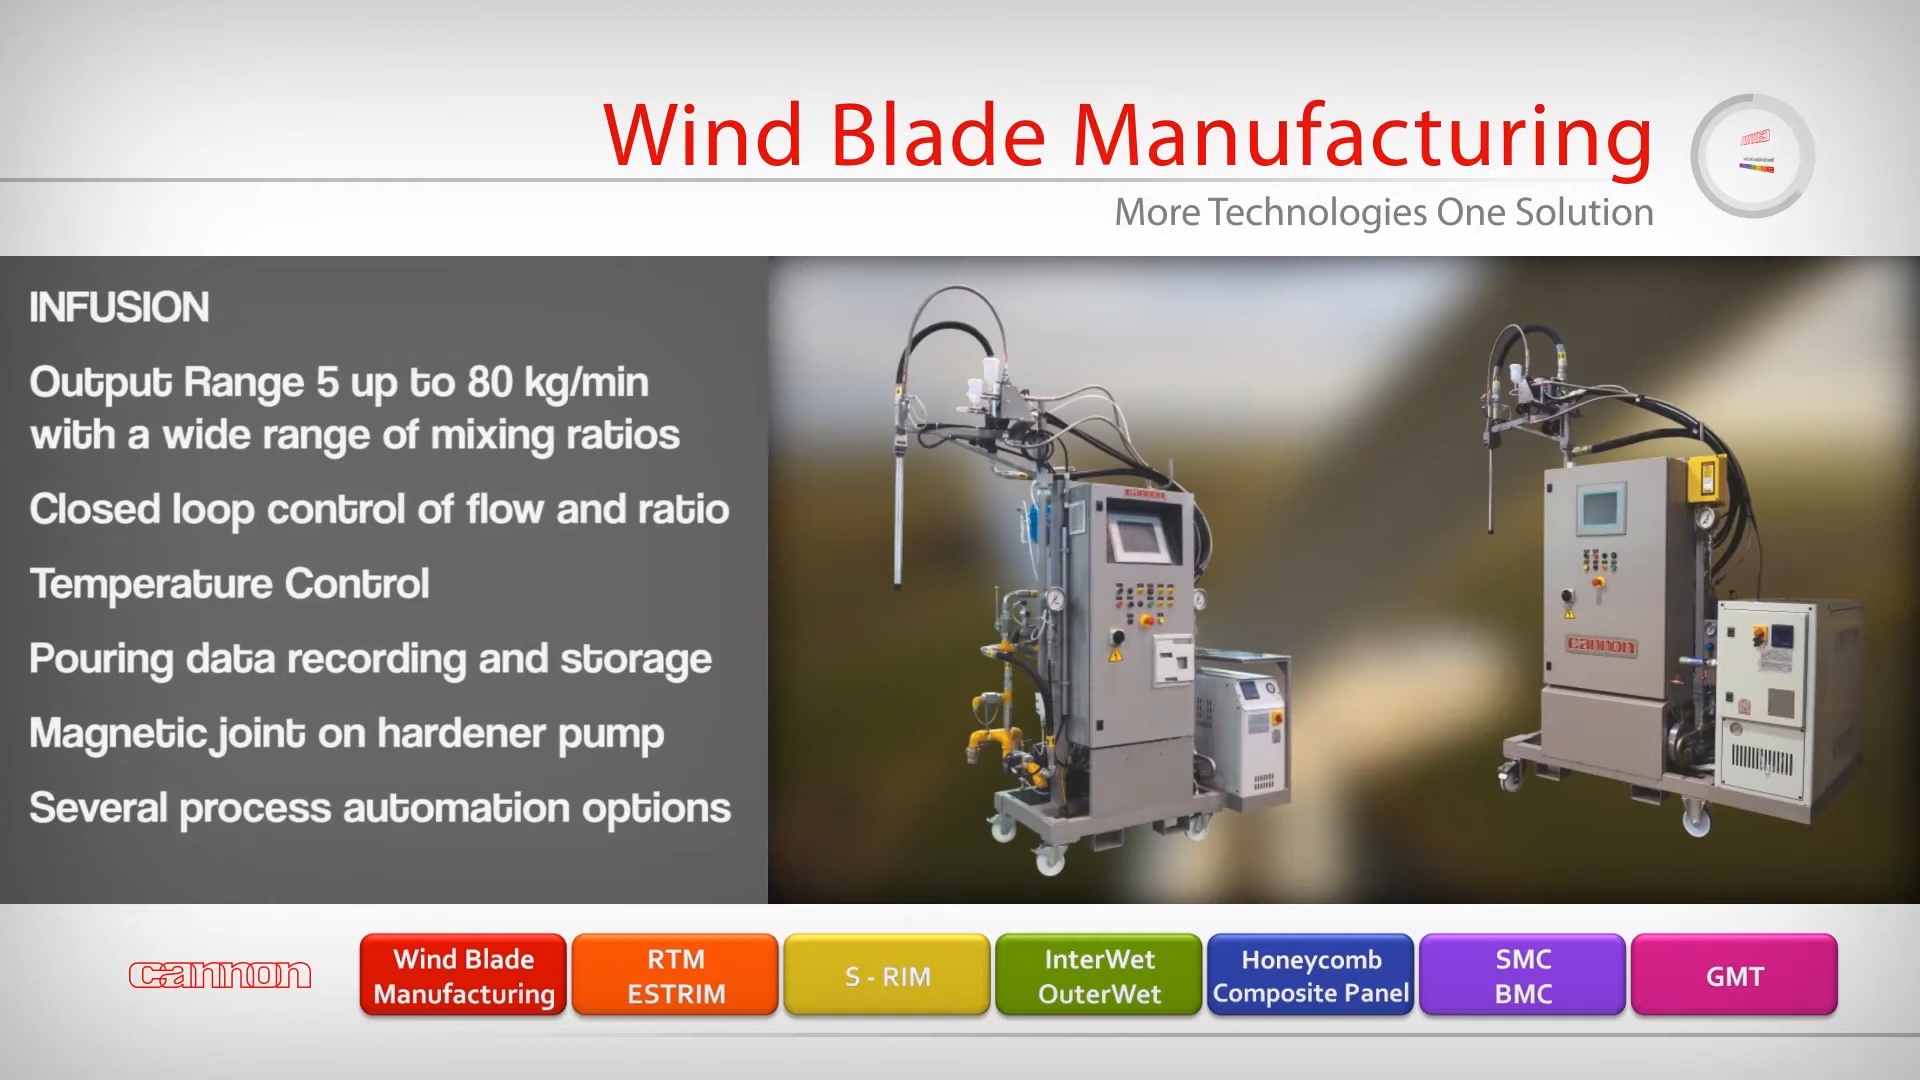 Wind Blade Manufacturing
More Technologies One Solution
INFUSION
Output Range 5 up to 80 kg/min
with a wide range of mixing ratios
Closed loop control of flow and ratio
Temperature Control
Pouring data recording and storage
Magnetic joint on hardener pump
Several process automation options
cannon
cannon
Wind Blade
Manufacturing
RTM
ESTRIM
S - RIM
InterWet
OuterWet
Honeycomb
Composite Panel
SMC
BMC
GMT